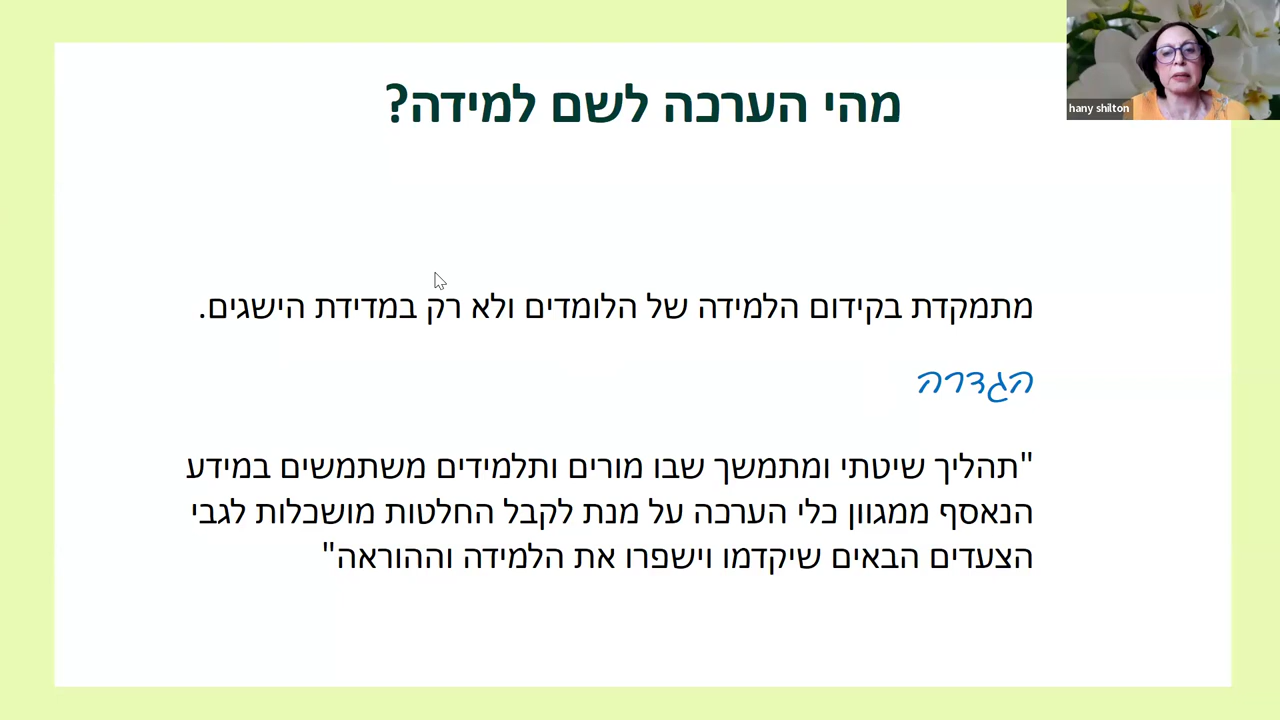 מהי הערכה לשם למידה?
hany shilton
מתמקדת בקידום הלמידה של הלומדים ולא רק במדידת הישגים.
הגדרה
"תהליך שיטתי ומתמשך שבו מורים ותלמידים משתמשים במידע
הנאסף ממגוון כלי הערכה על מנת לקבל החלטות מושכלות לגבי
הצעדים הבאים שיקדמו וישפרו את הלמידה וההוראה"